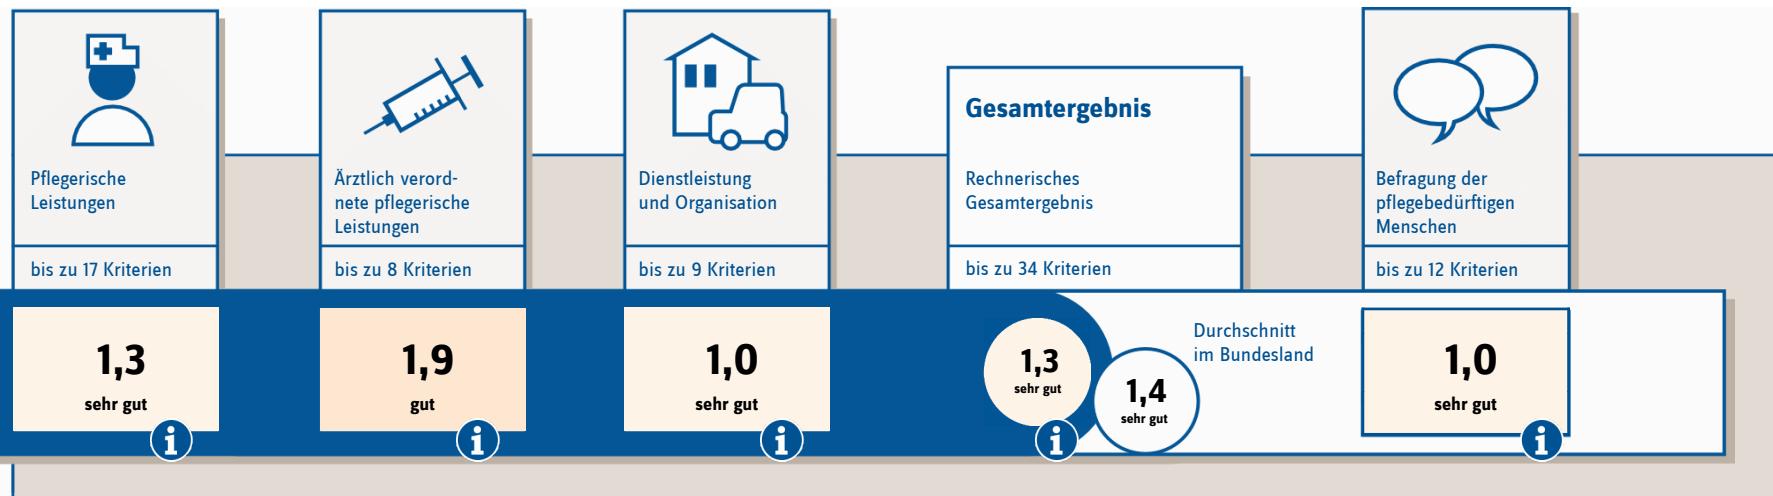 Pflegerische
Leistungen
bis zu 17 Kriterien
1,3
sehr gut
i
Ärztlich verord-
nete pflegerische
Leistungen
bis zu 8 Kriterien
1,9
gut
i
Dienstleistung
und Organisation
bis zu 9 Kriterien
1,0
sehr gut
i
Gesamtergebnis
Rechnerisches
Gesamtergebnis
bis zu 34 Kriterien
1,3
sehr gut
i
1,4
sehr gut
Durchschnitt
im Bundesland
Befragung der
pflegebedürftigen
Menschen
bis zu 12 Kriterien
1,0
sehr gut
i